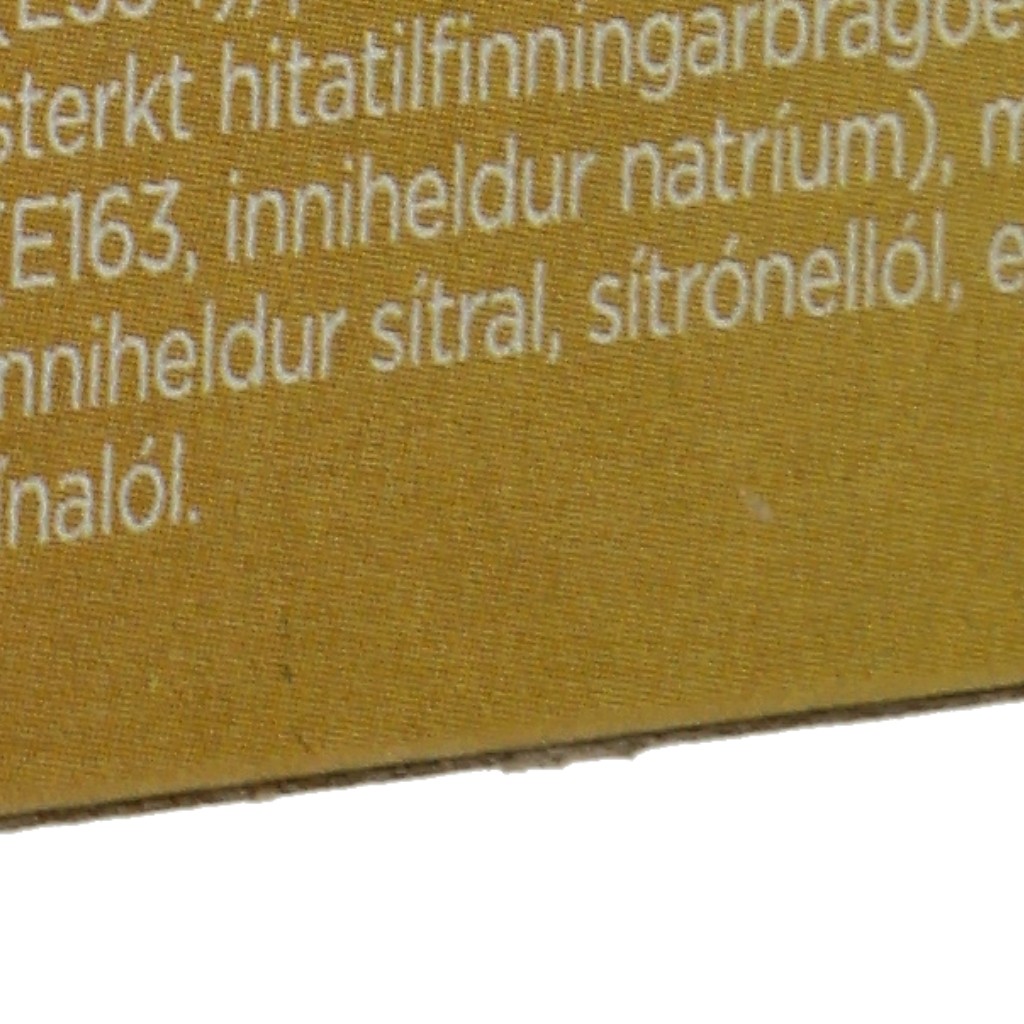 sterkt hitatilfinningarbragðe
(E163, inniheldur natríum), m
nniheldur sítral, sítrónellól, e
ínalól.